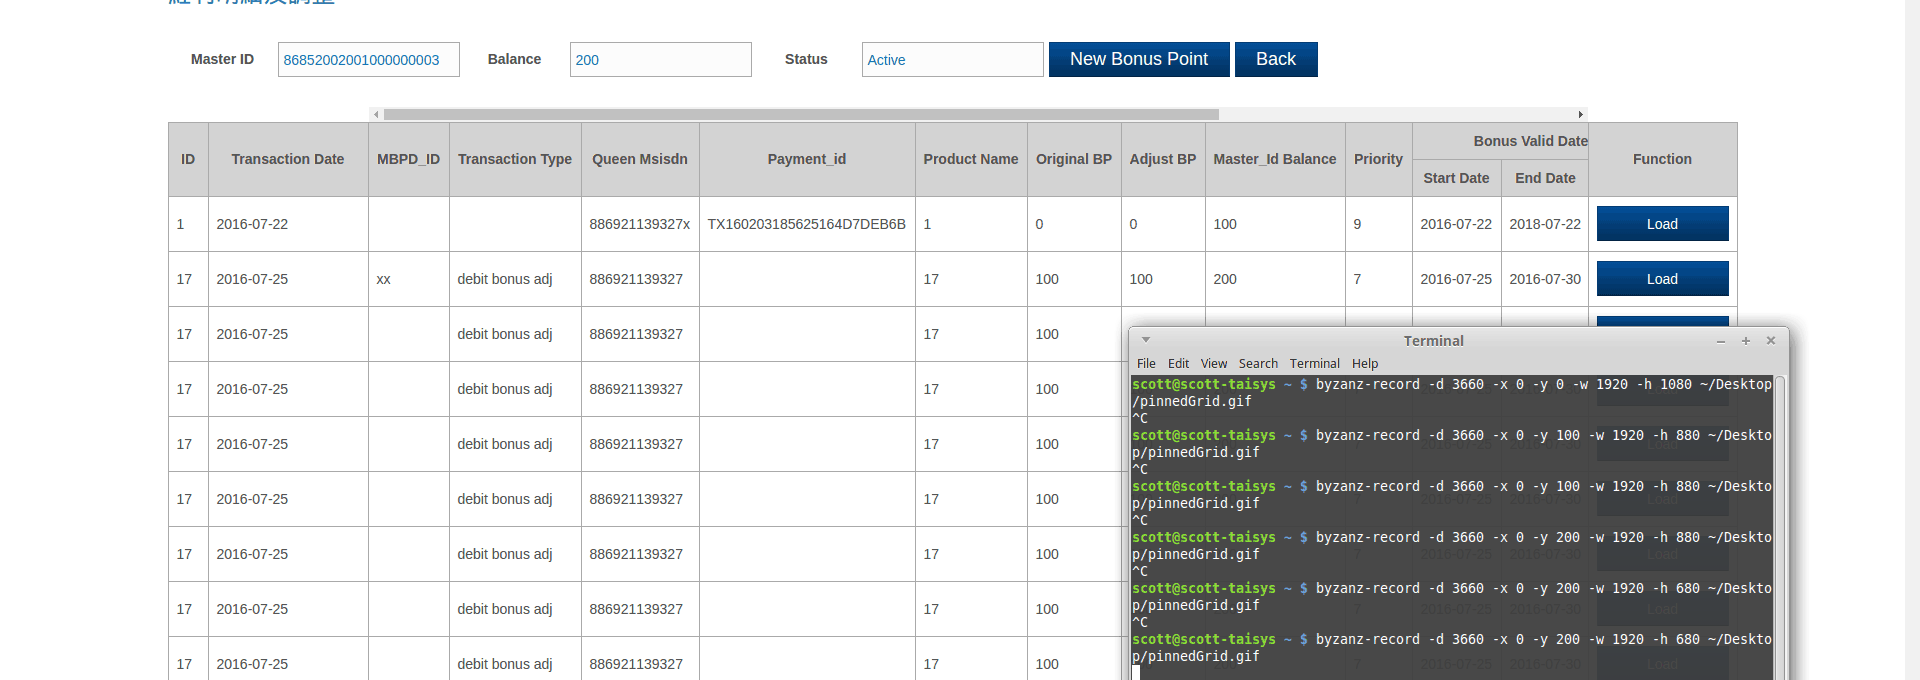 Master ID 86852002001000000003 Balance 200 Status Active New Bonus Point Back
ID Transaction Date MBPD_ID Transaction Type Queen Msisdn Payment_id Product Name Original BP Adjust BP Master_Id Balance Priority Bonus Valid Date Function
Start Date End Date
1 2016-07-22 886921139327x TX160203185625164D7DEB6B 1 0 0 100 9 2016-07-22 2018-07-22 Load
17 2016-07-25 xx debit bonus adj 886921139327 17 100 100 200 7 2016-07-25 2016-07-30 Load
17 2016-07-25 debit bonus adj 886921139327 17 100
17 2016-07-25 debit bonus adj 886921139327 17 100
17 2016-07-25 debit bonus adj 886921139327 17 100
17 2016-07-25 debit bonus adj 886921139327 17 100
17 2016-07-25 debit bonus adj 886921139327 17 100
17 2016-07-25 debit bonus adj 886921139327 17 100
17 2016-07-25 debit bonus adj 886921139327 17 100
Terminal
File Edit View Search Terminal Help
scott@scott-taisys ~ $ byzanz-record -d 3660 -x 0 -y 0 -w 1920 -h 1080 ~/Desktop
/pinnedGrid.gif
^C
scott@scott-taisys ~ $ byzanz-record -d 3660 -x 0 -y 100 -w 1920 -h 880 ~/Deskto
p/pinnedGrid.gif
^C
scott@scott-taisys ~ $ byzanz-record -d 3660 -x 0 -y 100 -w 1920 -h 880 ~/Deskto
p/pinnedGrid.gif
^C
scott@scott-taisys ~ $ byzanz-record -d 3660 -x 0 -y 200 -w 1920 -h 880 ~/Deskto
p/pinnedGrid.gif
^C
scott@scott-taisys ~ $ byzanz-record -d 3660 -x 0 -y 200 -w 1920 -h 680 ~/Deskto
p/pinnedGrid.gif
^C
scott@scott-taisys ~ $ byzanz-record -d 3660 -x 0 -y 200 -w 1920 -h 680 ~/Deskto
p/pinnedGrid.gif